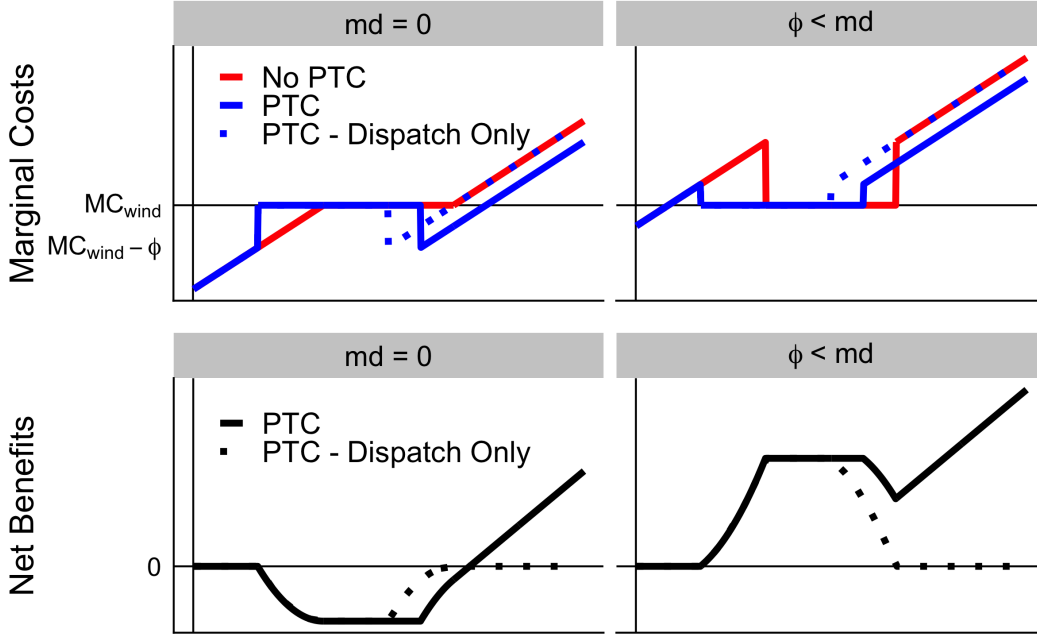 md = 0
ϕ < md
Marginal Costs
No PTC
PTC
PTC - Dispatch Only
MCwind
MCwind − ϕ
md = 0
ϕ < md
Net Benefits
PTC
PTC - Dispatch Only
0